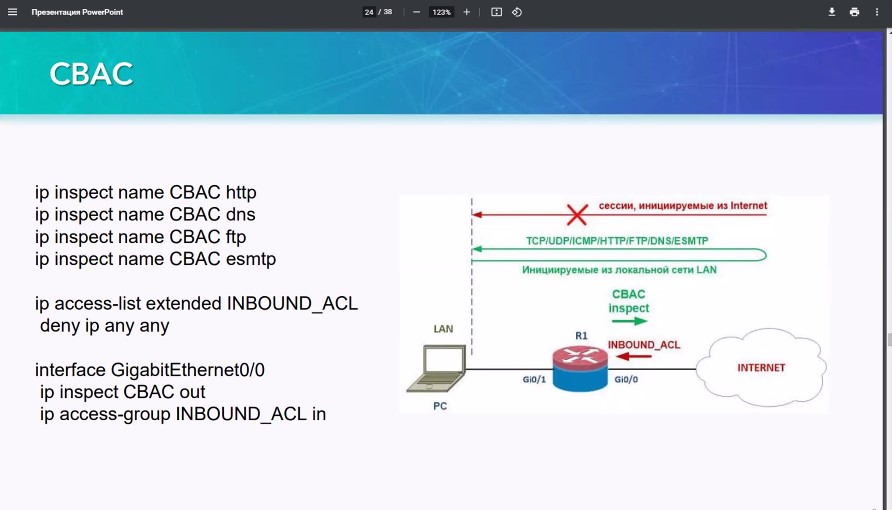 Презентация PowerPoint
24 / 38
123%
CBAC
ip inspect name CBAC http
ip inspect name CBAC dns
ip inspect name CBAC ftp
ip inspect name CBAC esmtp
ip access-list extended INBOUND_ACL
deny ip any any
interface GigabitEthernet0/0
ip inspect CBAC out
ip access-group INBOUND_ACL in
сессии, инициируемые из Internet
TCP/UDP/ICMP/HTTP/FTP/DNS/ESMTP
Инициируемые из локальной сети LAN
CBAC
inspect
LAN
R1
INBOUND_ACL
INTERNET
Gi0/1
Gi0/0
PC